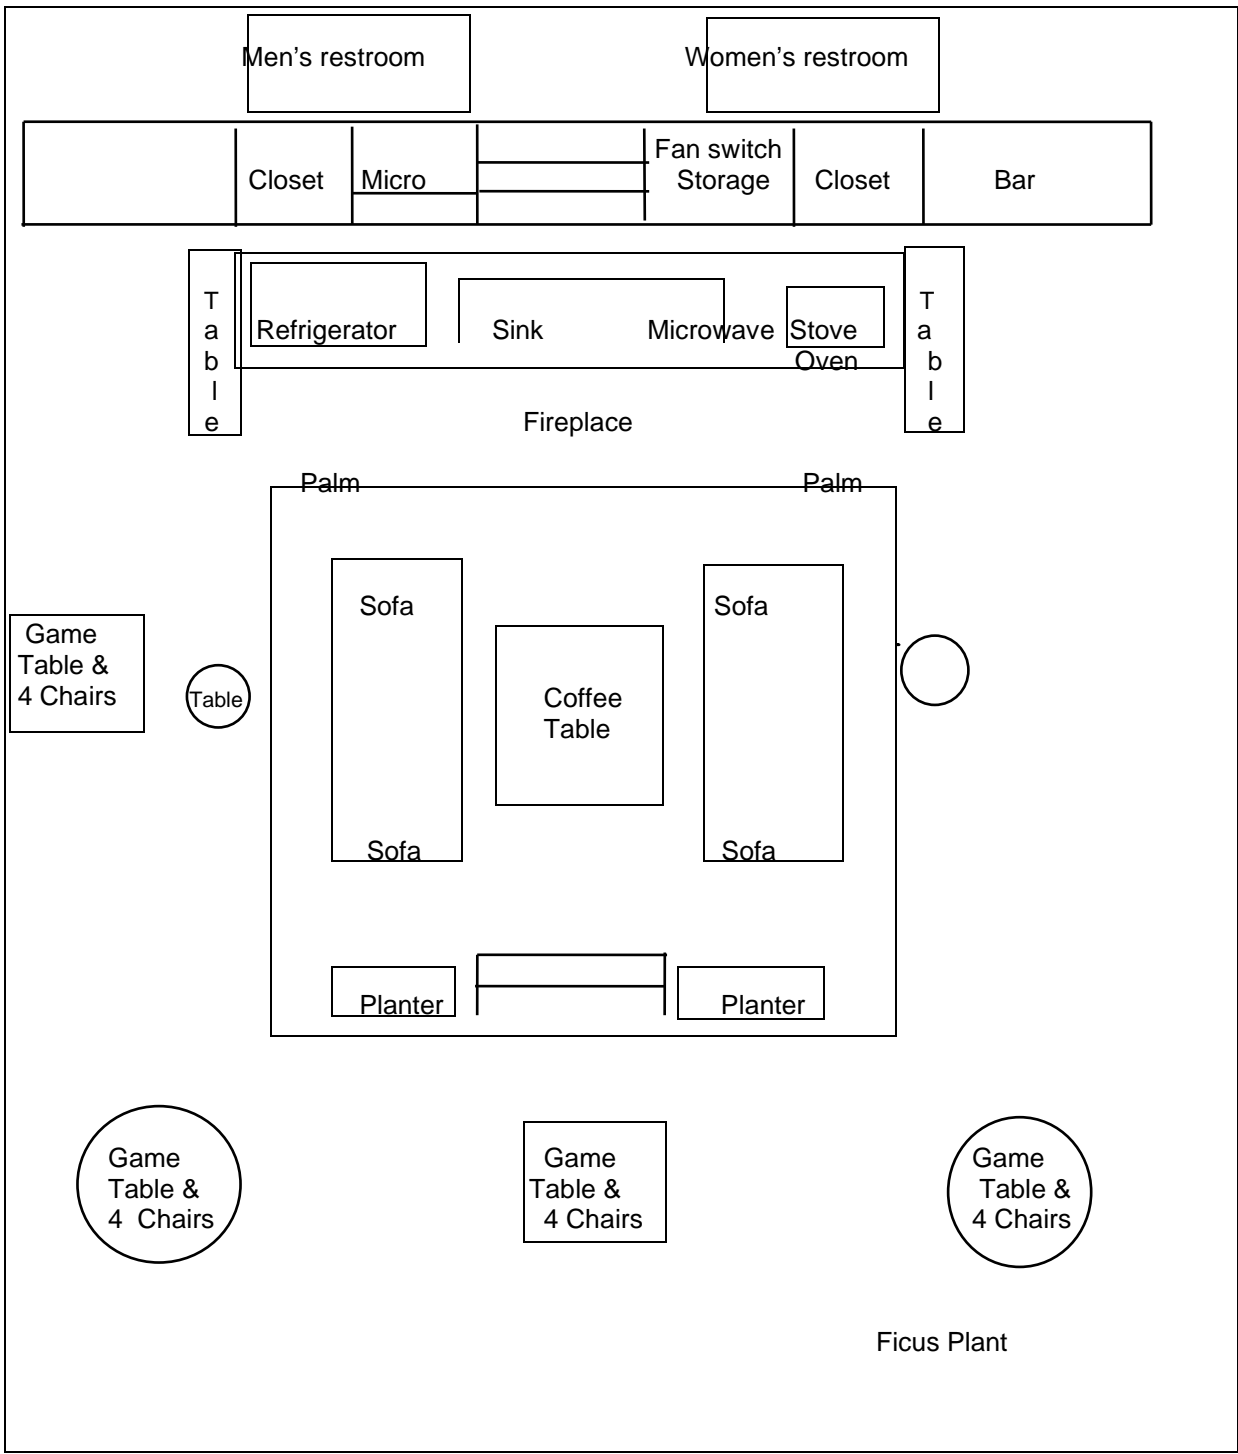 Men's restroom
Women's restroom
Fan switch
Closet
Micro
Storage
Closet
Bar
Table
Table
Refrigerator
Sink
Microwave
Stove
Oven
Fireplace
Palm
Palm
Sofa
Sofa
Game
Table &
4 Chairs
Table
Coffee
Table
Sofa
Sofa
Planter
Planter
Game
Table &
4 Chairs
Game
Table &
4 Chairs
Game
Table &
4 Chairs
Ficus Plant